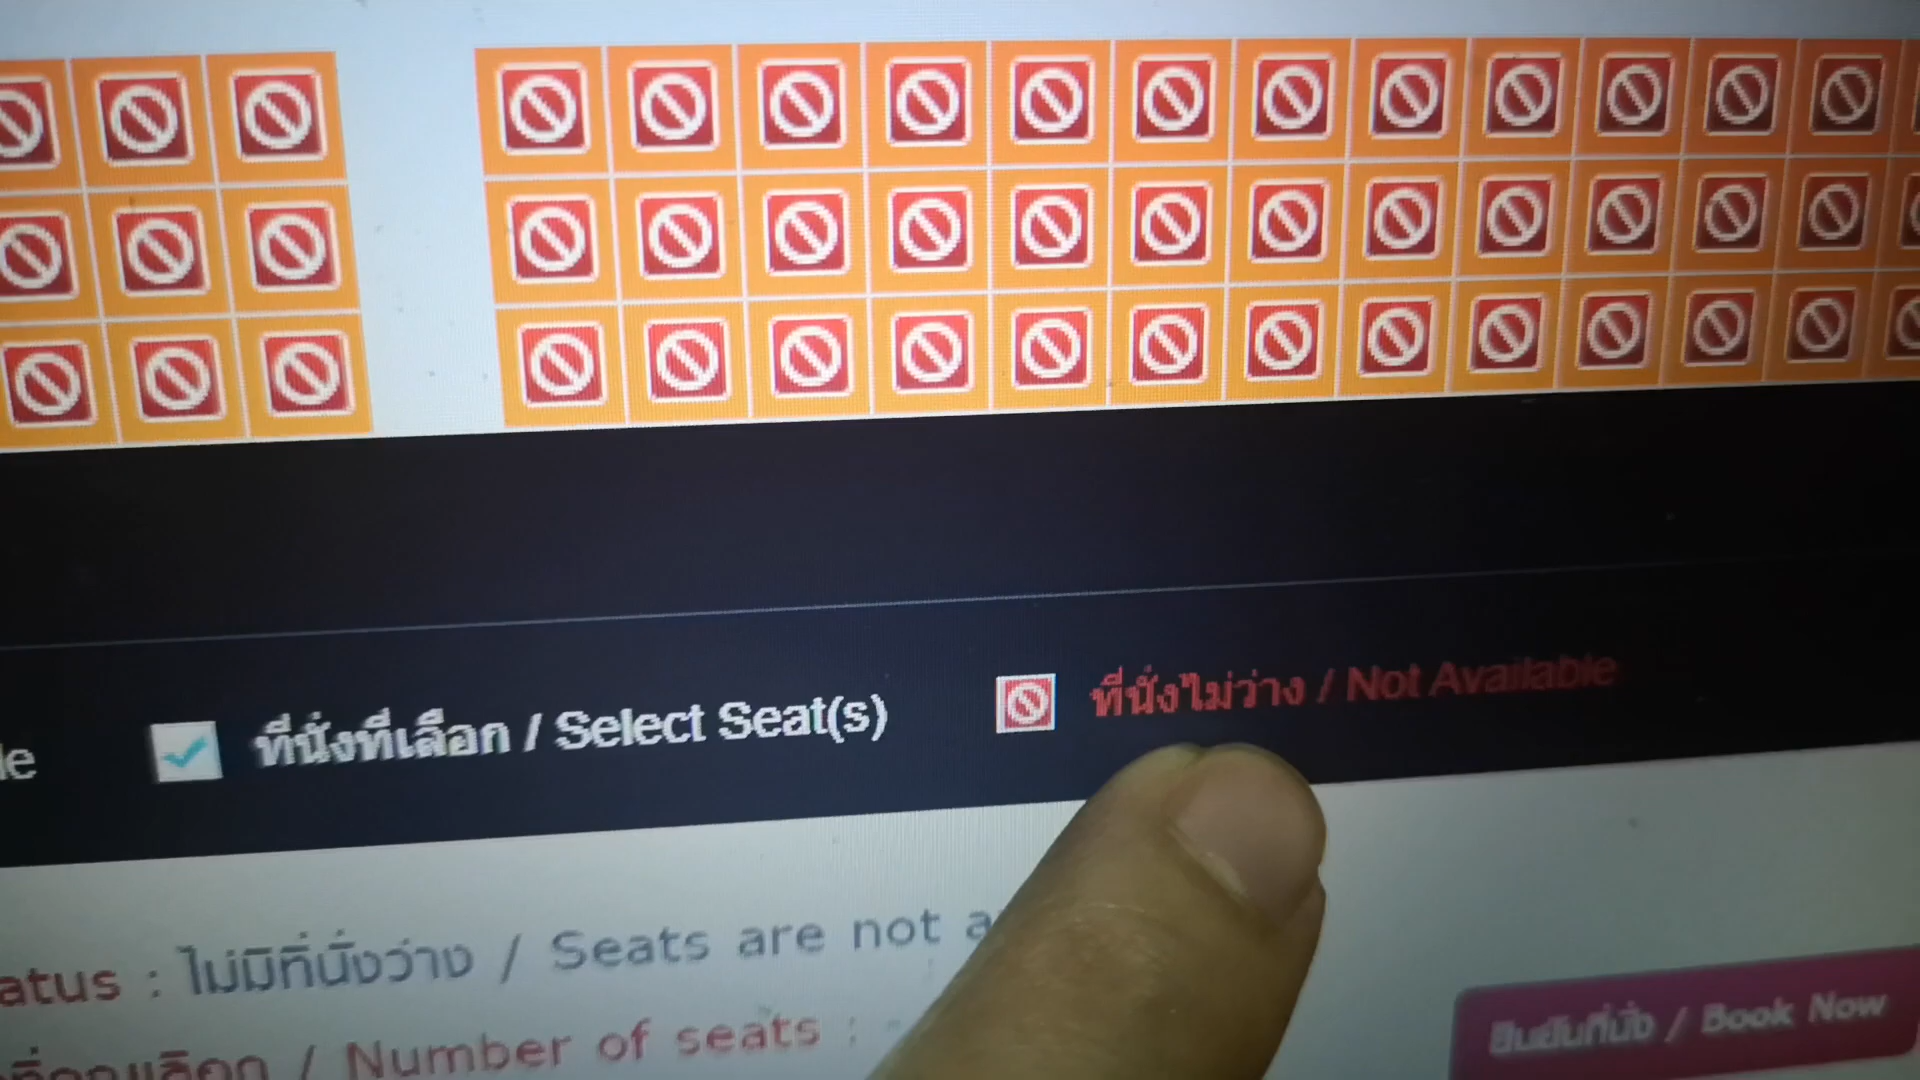 ที่นั่งที่เลือก / Select Seat(s)
ที่นั่งไม่ว่าง / Not Available
: ไม่มีที่นั่งว่าง / Seats are not
/ Number of seats :
ยืนยันที่นั่ง / Book Now